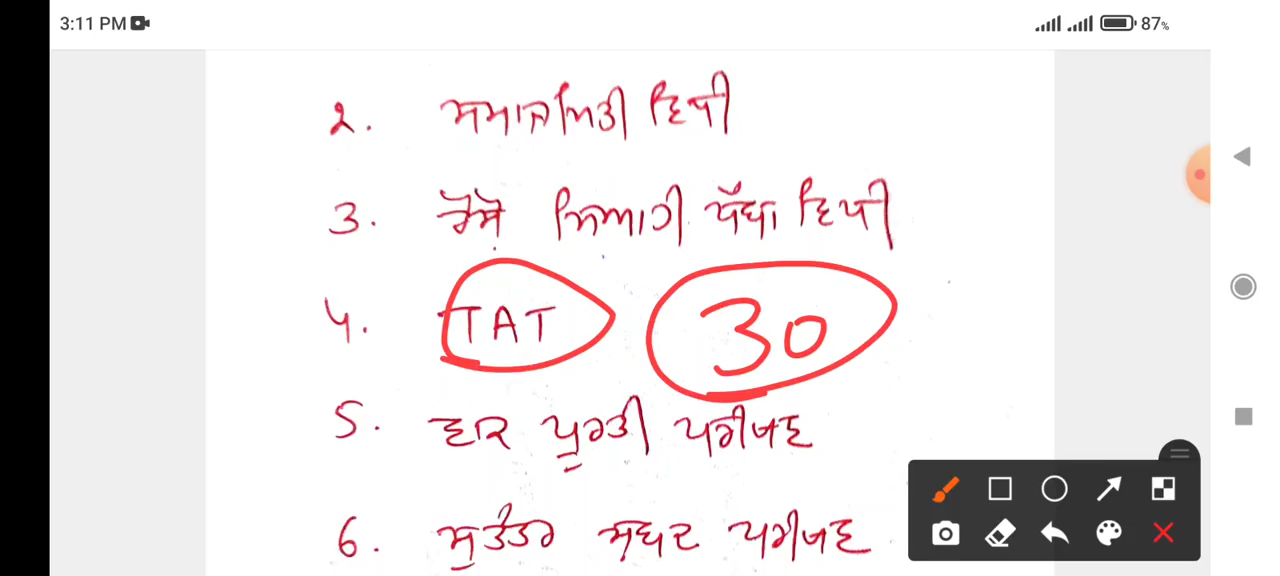 3:11 PM 87%
2. ਸਮਾਜਮਿਤੀ ਵਿਧੀ
3. ਰੋਸ਼ੋ ਸਿਆਹੀ ਧੱਬਾ ਵਿਧੀ
4. TAT 30
5. ਵਾਕ ਪੂਰਤੀ ਪਰੀਖਣ
6. ਸੁਤੰਤਰ ਸ਼ਬਦ ਪਰੀਖਣ